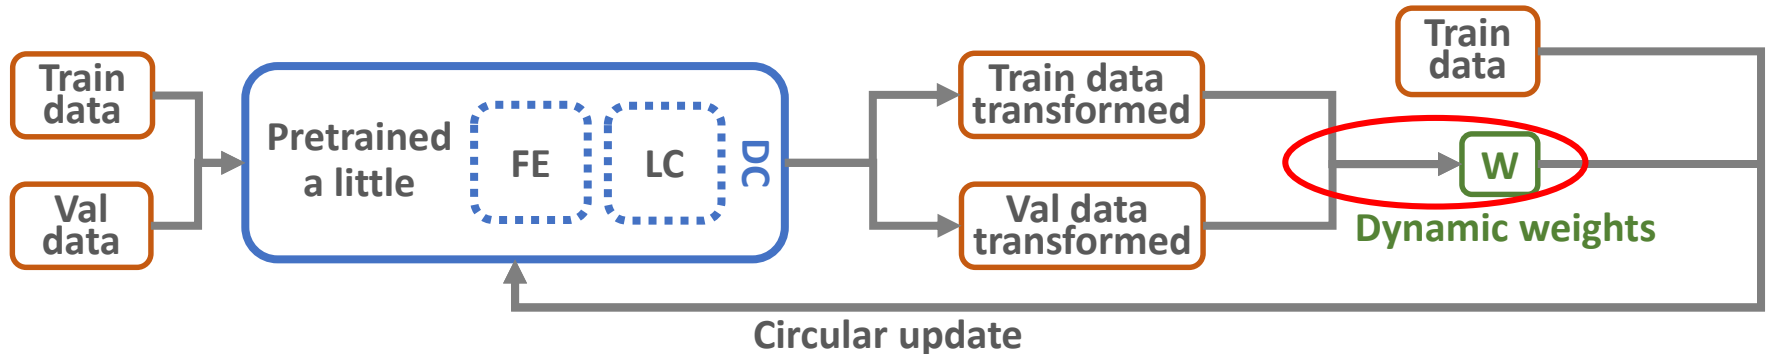 Train
data
Val
data
Pretrained
a little
FE
LC
DC
Train data
transformed
Val data
transformed
Train
data
W
Dynamic weights
Circular update